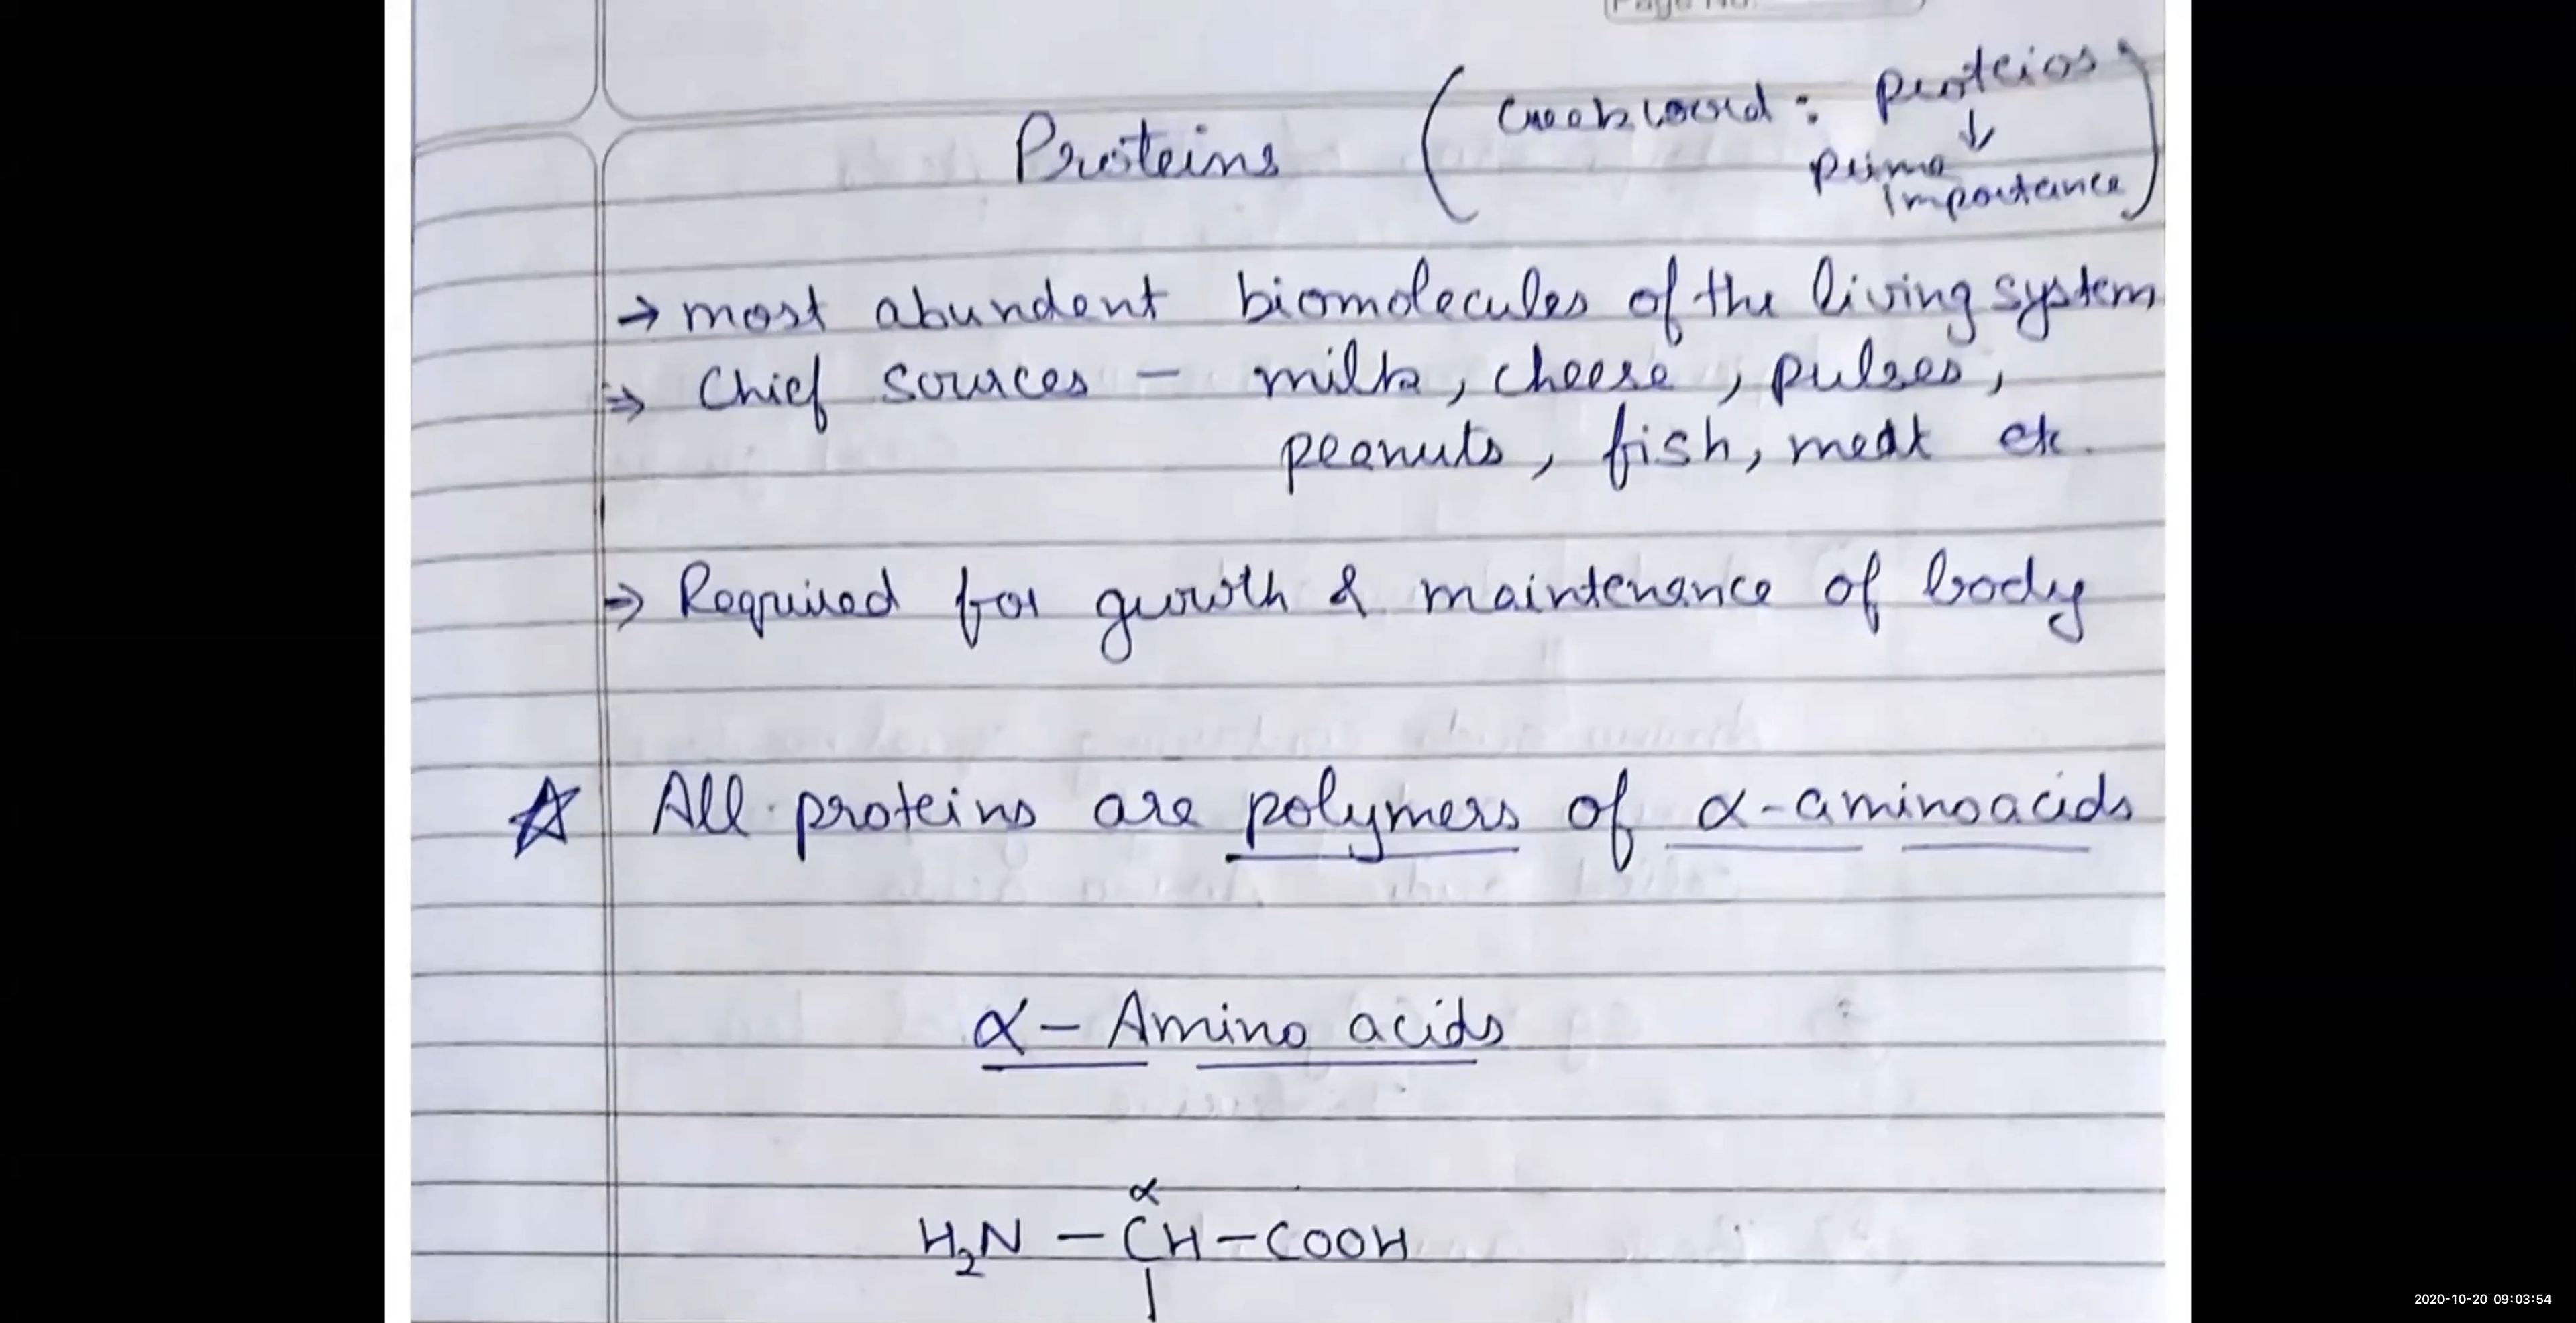 Page No.
Proteins (Greek word : proteios
↓
prime
importance)
→ most abundant biomolecules of the living system
⇒ Chief sources – milk, cheese, pulses,
peanuts, fish, meat etc.
⇒ Required for growth & maintenance of body
☆ All proteins are polymers of α-aminoacids
α – Amino acids
α
H₂N – CH – COOH
|
2020-10-20 09:03:54